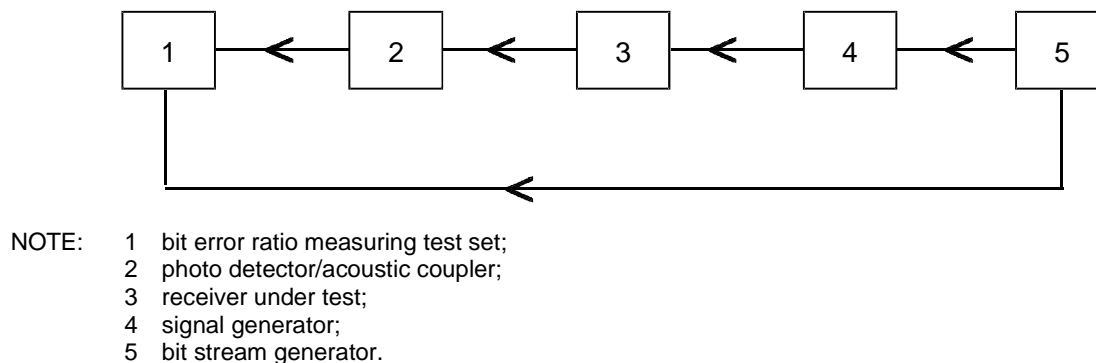 1 2 3 4 5
NOTE: 1 bit error ratio measuring test set;
2 photo detector/acoustic coupler;
3 receiver under test;
4 signal generator;
5 bit stream generator.